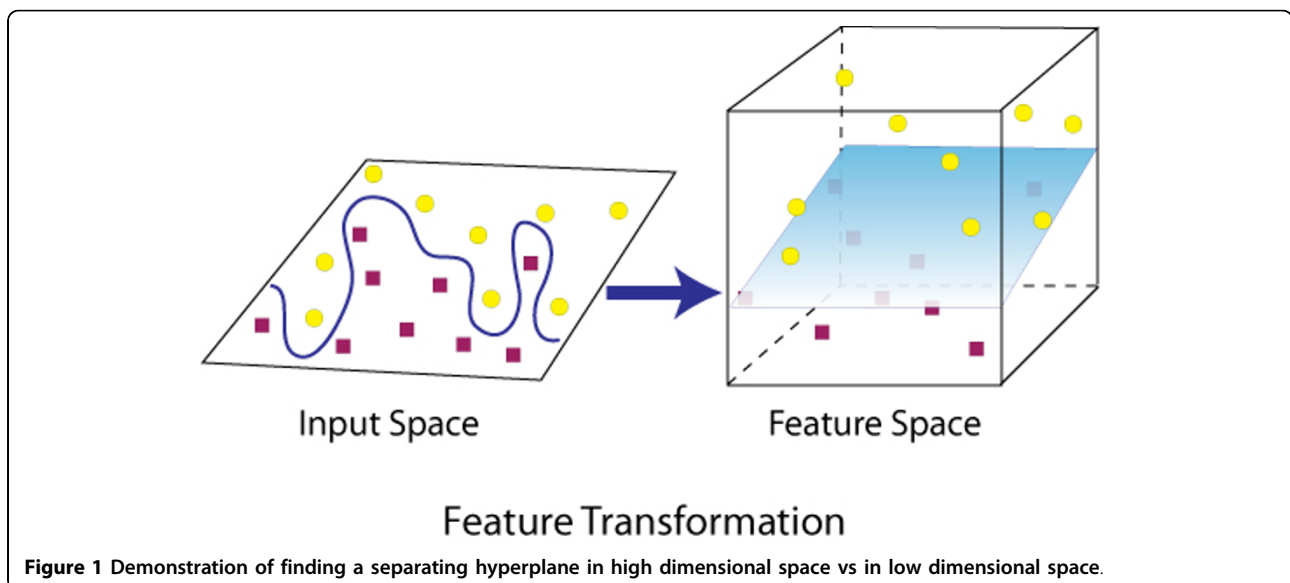 Input Space
Feature Space
Feature Transformation
Figure 1 Demonstration of finding a separating hyperplane in high dimensional space vs in low dimensional space.